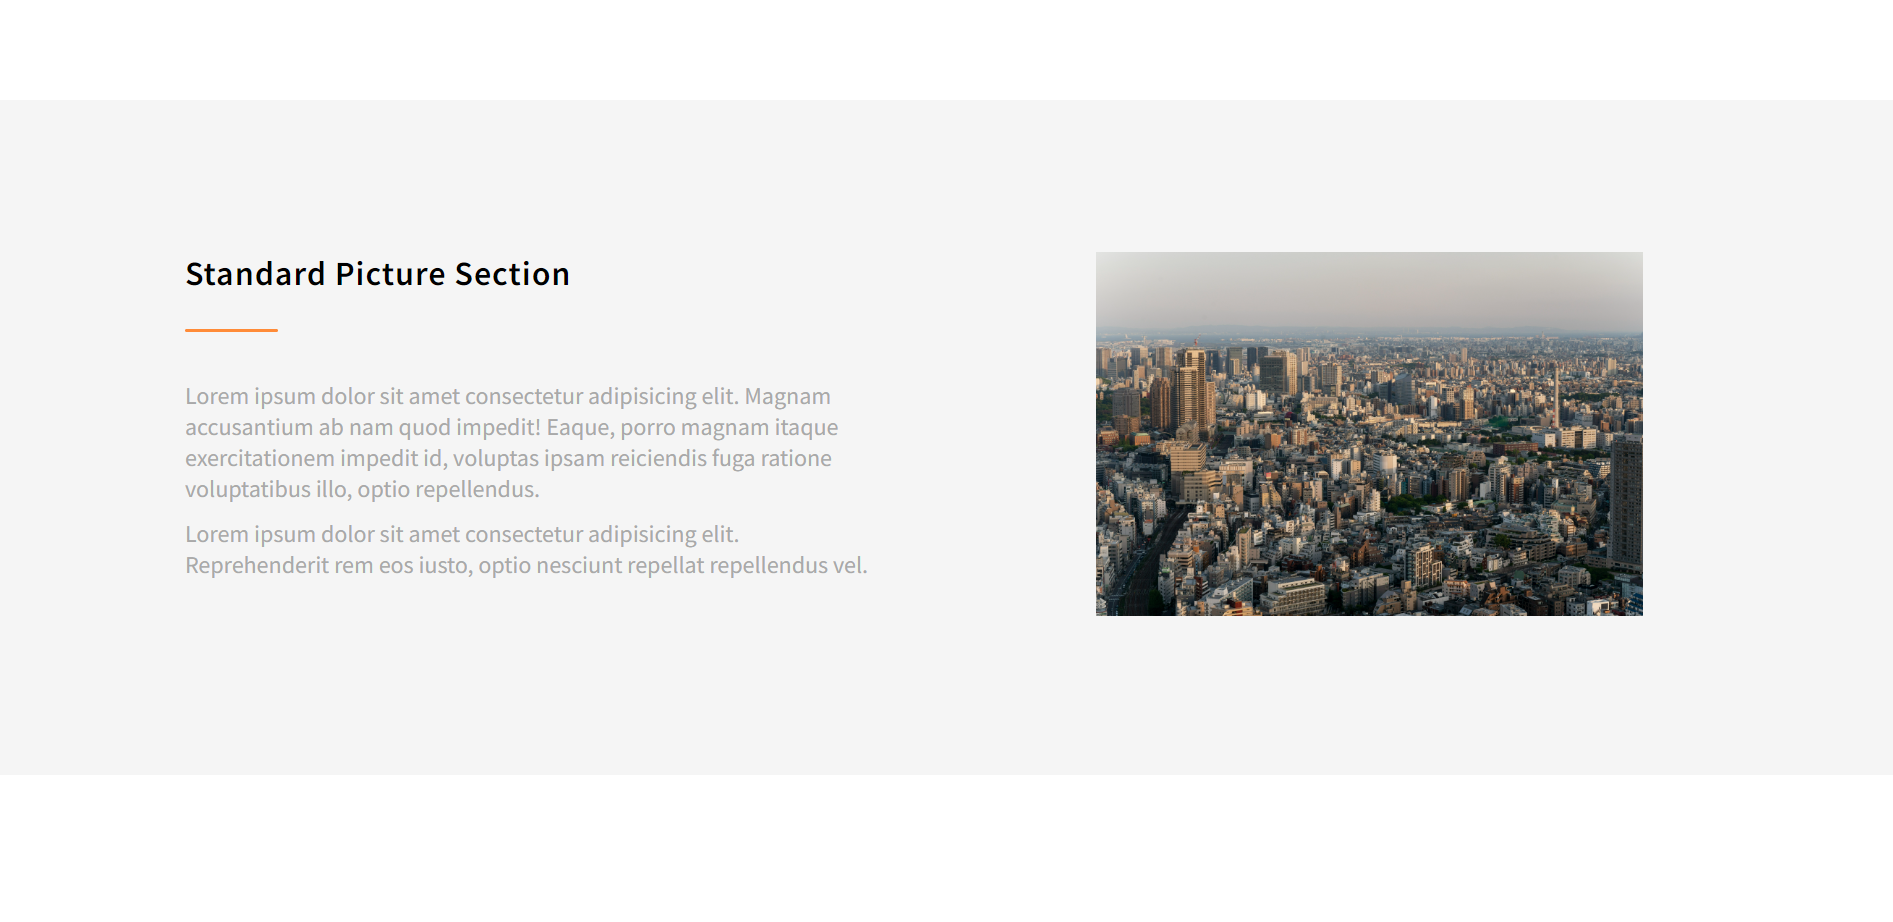 Standard Picture Section
Lorem ipsum dolor sit amet consectetur adipisicing elit. Magnam
accusantium ab nam quod impedit! Eaque, porro magnam itaque
exercitationem impedit id, voluptas ipsam reiciendis fuga ratione
voluptatibus illo, optio repellendus.
Lorem ipsum dolor sit amet consectetur adipisicing elit.
Reprehenderit rem eos iusto, optio nesciunt repellat repellendus vel.